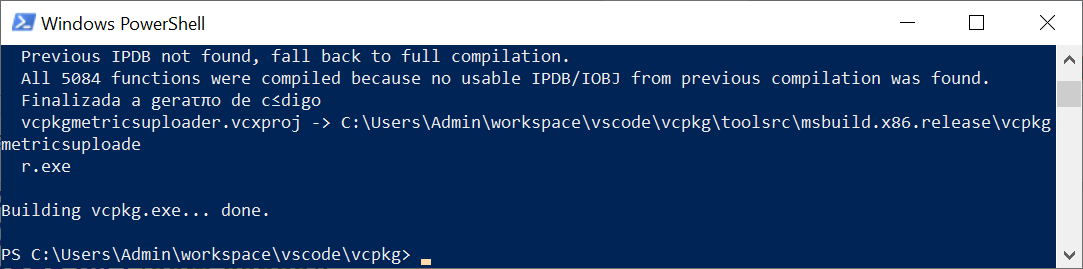 Windows PowerShell
Previous IPDB not found, fall back to full compilation.
All 5084 functions were compiled because no usable IPDB/IOBJ from previous compilation was found.
Finalizada a geraτπo de c≤digo
vcpkgmetricsuploader.vcxproj -> C:\Users\Admin\workspace\vscode\vcpkg\toolsrc\msbuild.x86.release\vcpkg
metricsuploade
r.exe
Building vcpkg.exe... done.
PS C:\Users\Admin\workspace\vscode\vcpkg>